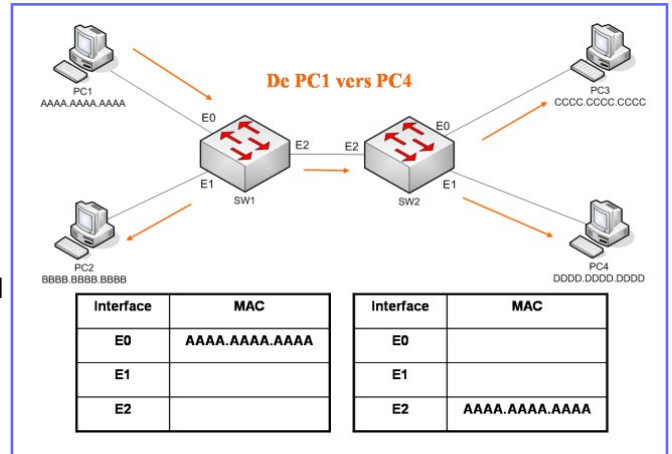 De PC1 vers PC4
PC1
AAAA.AAAA.AAAA
PC3
CCCC.CCCC.CCCC
E0
E0
E2
E2
E1
E1
SW1
SW2
PC2
BBBB.BBBB.BBBB
PC4
DDDD.DDDD.DDDD
Interface MAC
E0 AAAA.AAAA.AAAA
E1
E2
Interface MAC
E0
E1
E2 AAAA.AAAA.AAAA